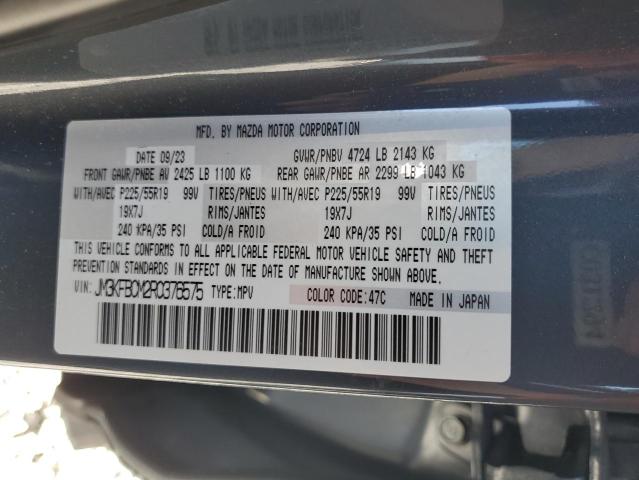 MFD. BY MAZDA MOTOR CORPORATION
DATE 09/23 GVWR/PNBV 4724 LB 2143 KG
FRONT GAWR/PNBE AV 2425 LB 1100 KG REAR GAWR/PNBE AR 2299 LB 1043 KG
WITH/AVEC P225/55R19 99V TIRES/PNEUS WITH/AVEC P225/55R19 99V TIRES/PNEUS
19X7J RIMS/JANTES 19X7J RIMS/JANTES
240 KPA/35 PSI COLD/A FROID 240 KPA/35 PSI COLD/A FROID
THIS VEHICLE CONFORMS TO ALL APPLICABLE FEDERAL MOTOR VEHICLE SAFETY AND THEFT
PREVENTION STANDARDS IN EFFECT ON THE DATE OF MANUFACTURE SHOWN ABOVE.
VIN: JM3KFBCM2R0376575 TYPE:MPV COLOR CODE:47C MADE IN JAPAN